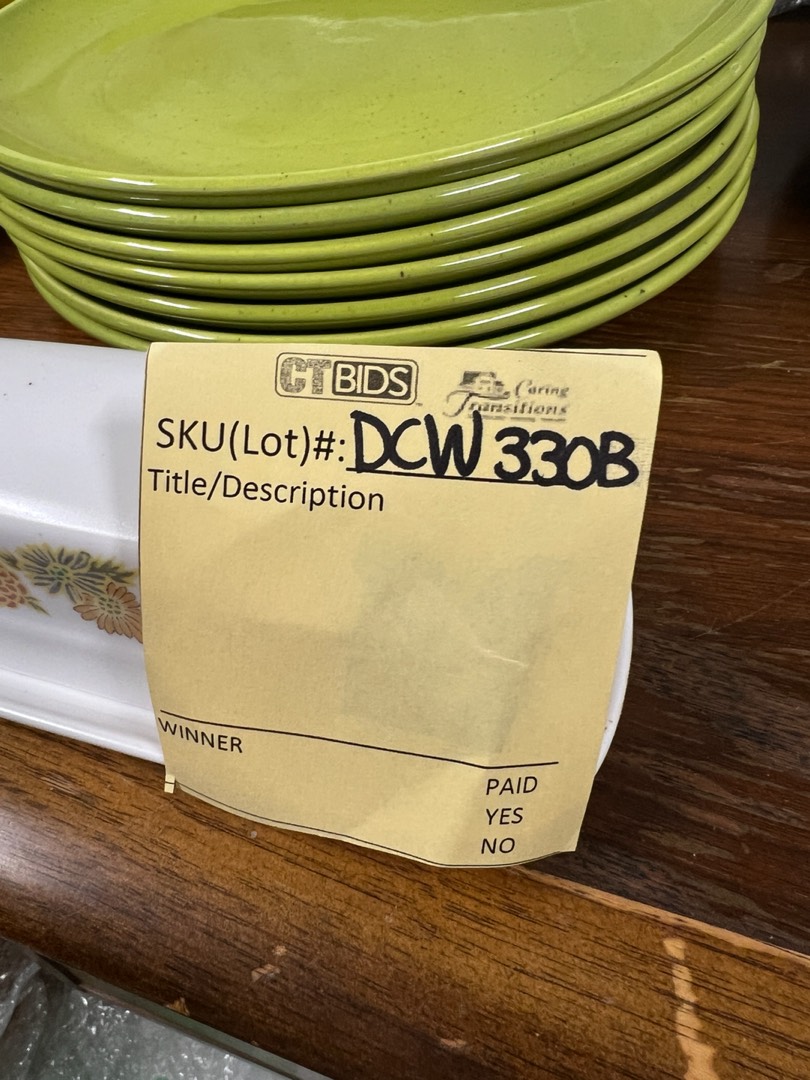 CTBIDS
Caring
Transitions
SKU(Lot)#: DCW 330B
Title/Description
WINNER
PAID
YES
NO